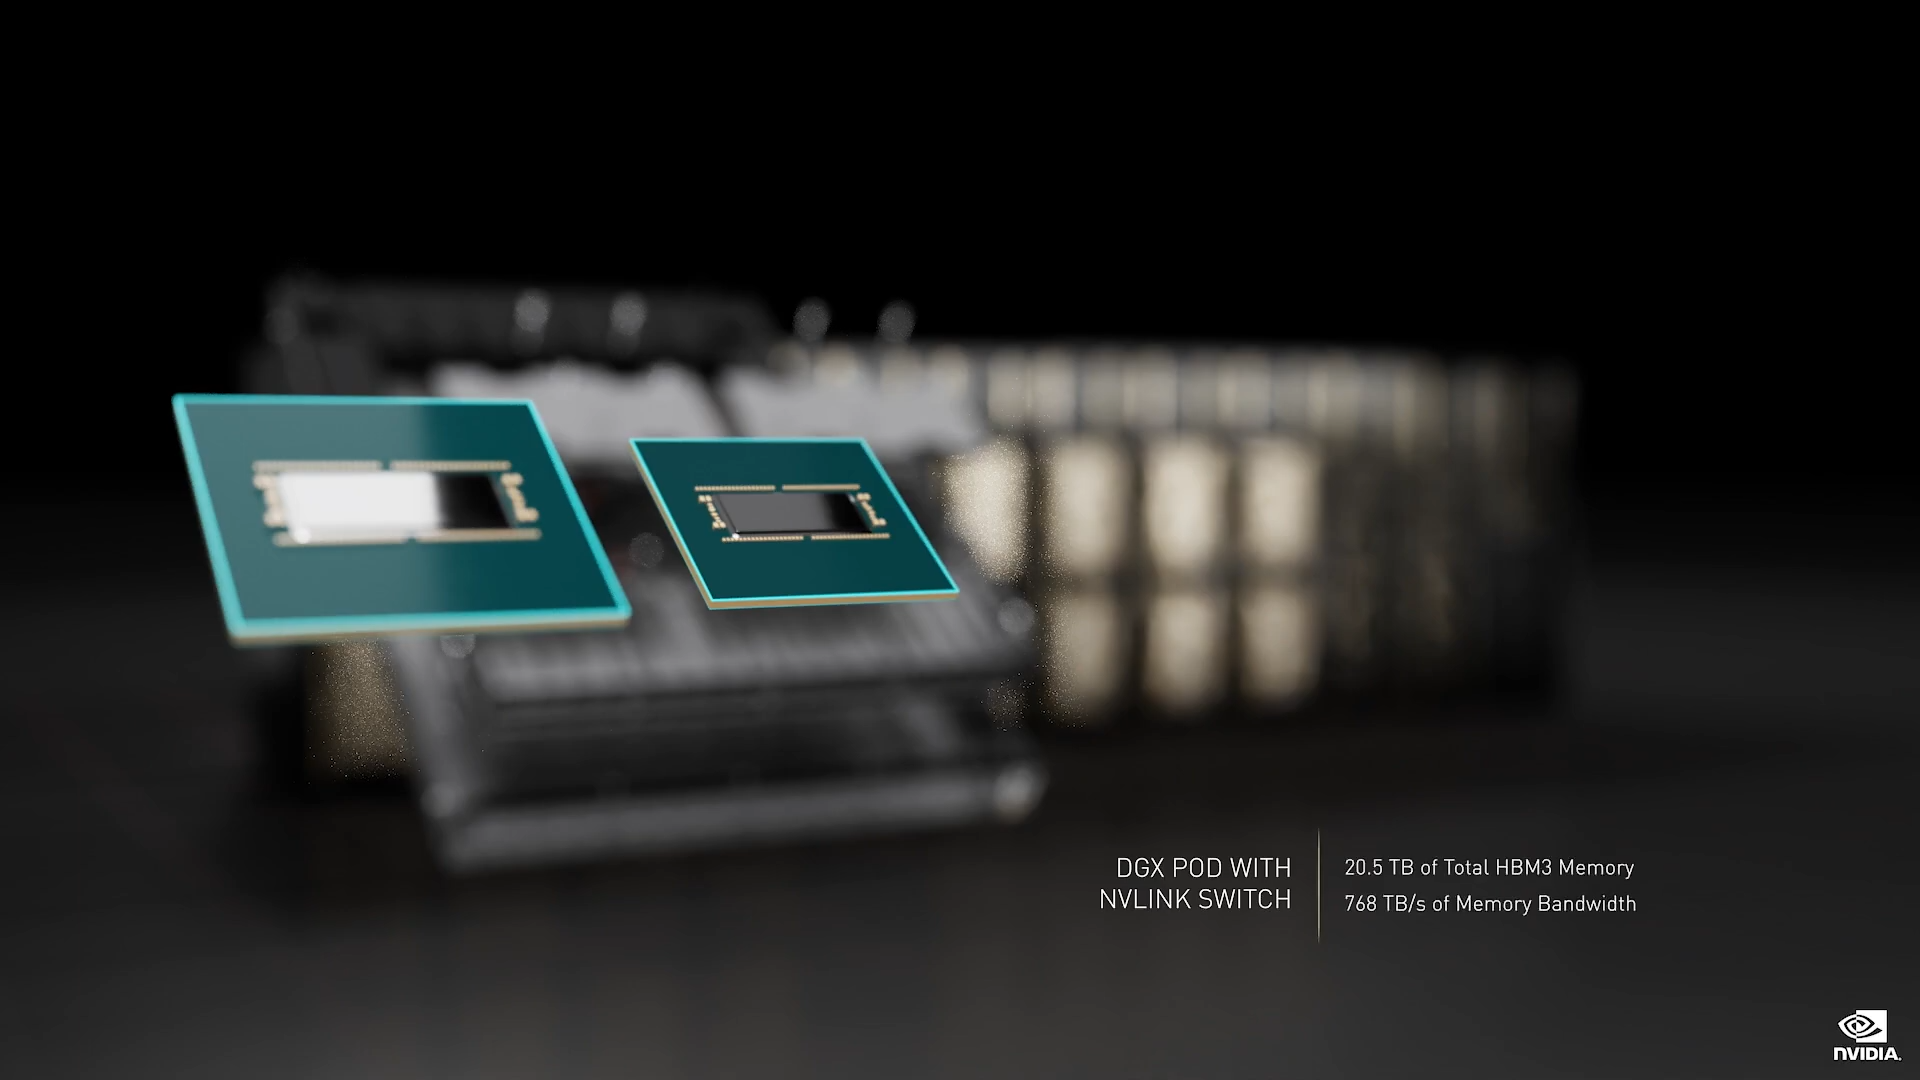 DGX POD WITH
NVLINK SWITCH
20.5 TB of Total HBM3 Memory
768 TB/s of Memory Bandwidth
NVIDIA.